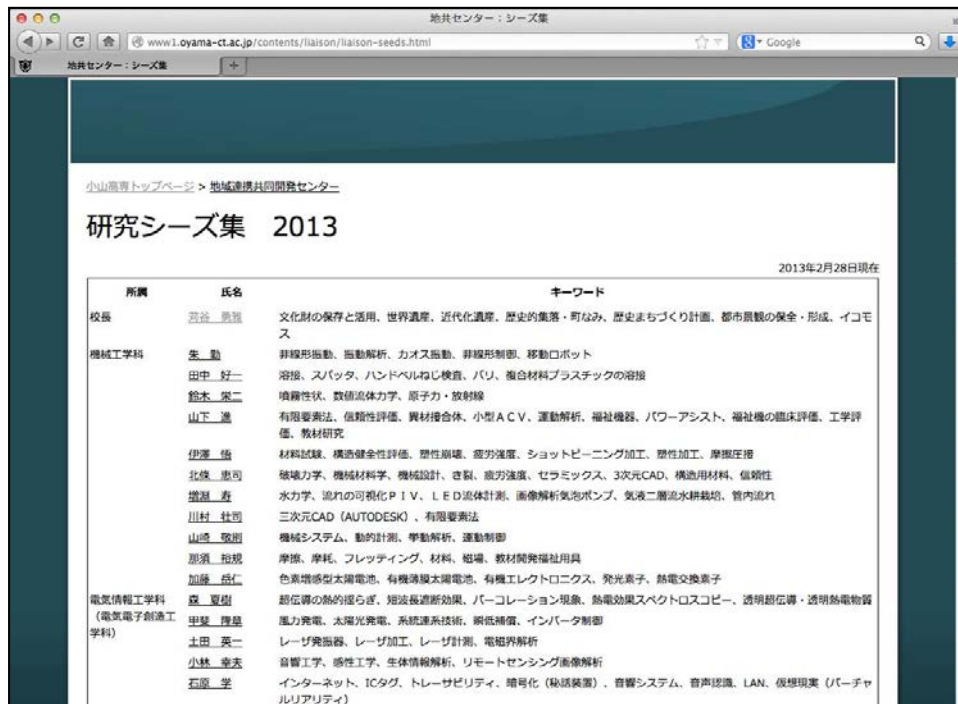 地共センター：シーズ集
www1.oyama-ct.ac.jp/contents/liaison/liaison-seeds.html
Google
地共センター：シーズ集
小山高専トップページ > 地域連携共同開発センター
研究シーズ集 2013
2013年2月28日現在
所属 氏名 キーワード
校長 苅谷 勇雅 文化財の保存と活用、世界遺産、近代化遺産、歴史的集落・町なみ、歴史まちづくり計画、都市景観の保全・形成、イコモ
ス
機械工学科 朱 勤 非線形振動、振動解析、カオス振動、非線形制御、移動ロボット
田中 好一 溶接、スパッタ、ハンドベルねじ検査、バリ、複合材料プラスチックの溶接
鈴木 栄二 噴霧性状、数値流体力学、原子力・放射線
山下 進 有限要素法、信頼性評価、異材接合体、小型ＡＣＶ、運動解析、福祉機器、パワーアシスト、福祉機の臨床評価、工学評
価、教材研究
伊澤 悟 材料試験、構造健全性評価、塑性崩壊、疲労強度、ショットピーニング加工、塑性加工、摩擦圧接
北條 恵司 破壊力学、機械材料学、機械設計、き裂、疲労強度、セラミックス、3次元CAD、構造用材料、信頼性
増淵 寿 水力学、流れの可視化ＰＩＶ、ＬＥＤ流体計測、画像解析気泡ポンプ、気液二層流水耕栽培、管内流れ
川村 壮司 三次元CAD（AUTODESK）、有限要素法
山崎 敬則 機械システム、動的計測、挙動解析、運動制御
那須 裕規 摩擦、摩耗、フレッティング、材料、磁場、教材開発福祉用具
加藤 岳仁 色素増感型太陽電池、有機薄膜太陽電池、有機エレクトロニクス、発光素子、熱電交換素子
電気情報工学科 森 夏樹 超伝導の熱的揺らぎ、短波長遮断効果、パーコレーション現象、熱電効果スペクトロスコピー、透明超伝導・透明熱電物質
（電気電子創造工 甲斐 隆章 風力発電、太陽光発電、系統連系技術、瞬低補償、インバータ制御
学科） 土田 英一 レーザ発振器、レーザ加工、レーザ計測、電磁界解析
小林 幸夫 音響工学、感性工学、生体情報解析、リモートセンシング画像解析
石原 学 インターネット、ICタグ、トレーサビリティ、暗号化（秘話装置）、音響システム、音声認識、LAN、仮想現実（バーチャ
ルリアリティ）